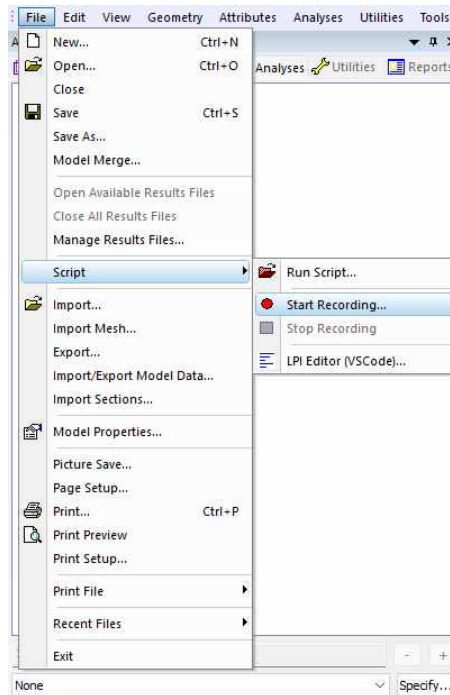 File Edit View Geometry Attributes Analyses Utilities Tools
New... Ctrl+N
Open... Ctrl+O
Analyses Utilities Reports
Close
Save Ctrl+S
Save As...
Model Merge...
Open Available Results Files
Close All Results Files
Manage Results Files...
Script
Run Script...
Start Recording...
Stop Recording
LPI Editor (VSCode)...
Import...
Import Mesh...
Export...
Import/Export Model Data...
Import Sections...
Model Properties...
Picture Save...
Page Setup...
Print... Ctrl+P
Print Preview
Print Setup...
Print File
Recent Files
Exit
None
Specify...